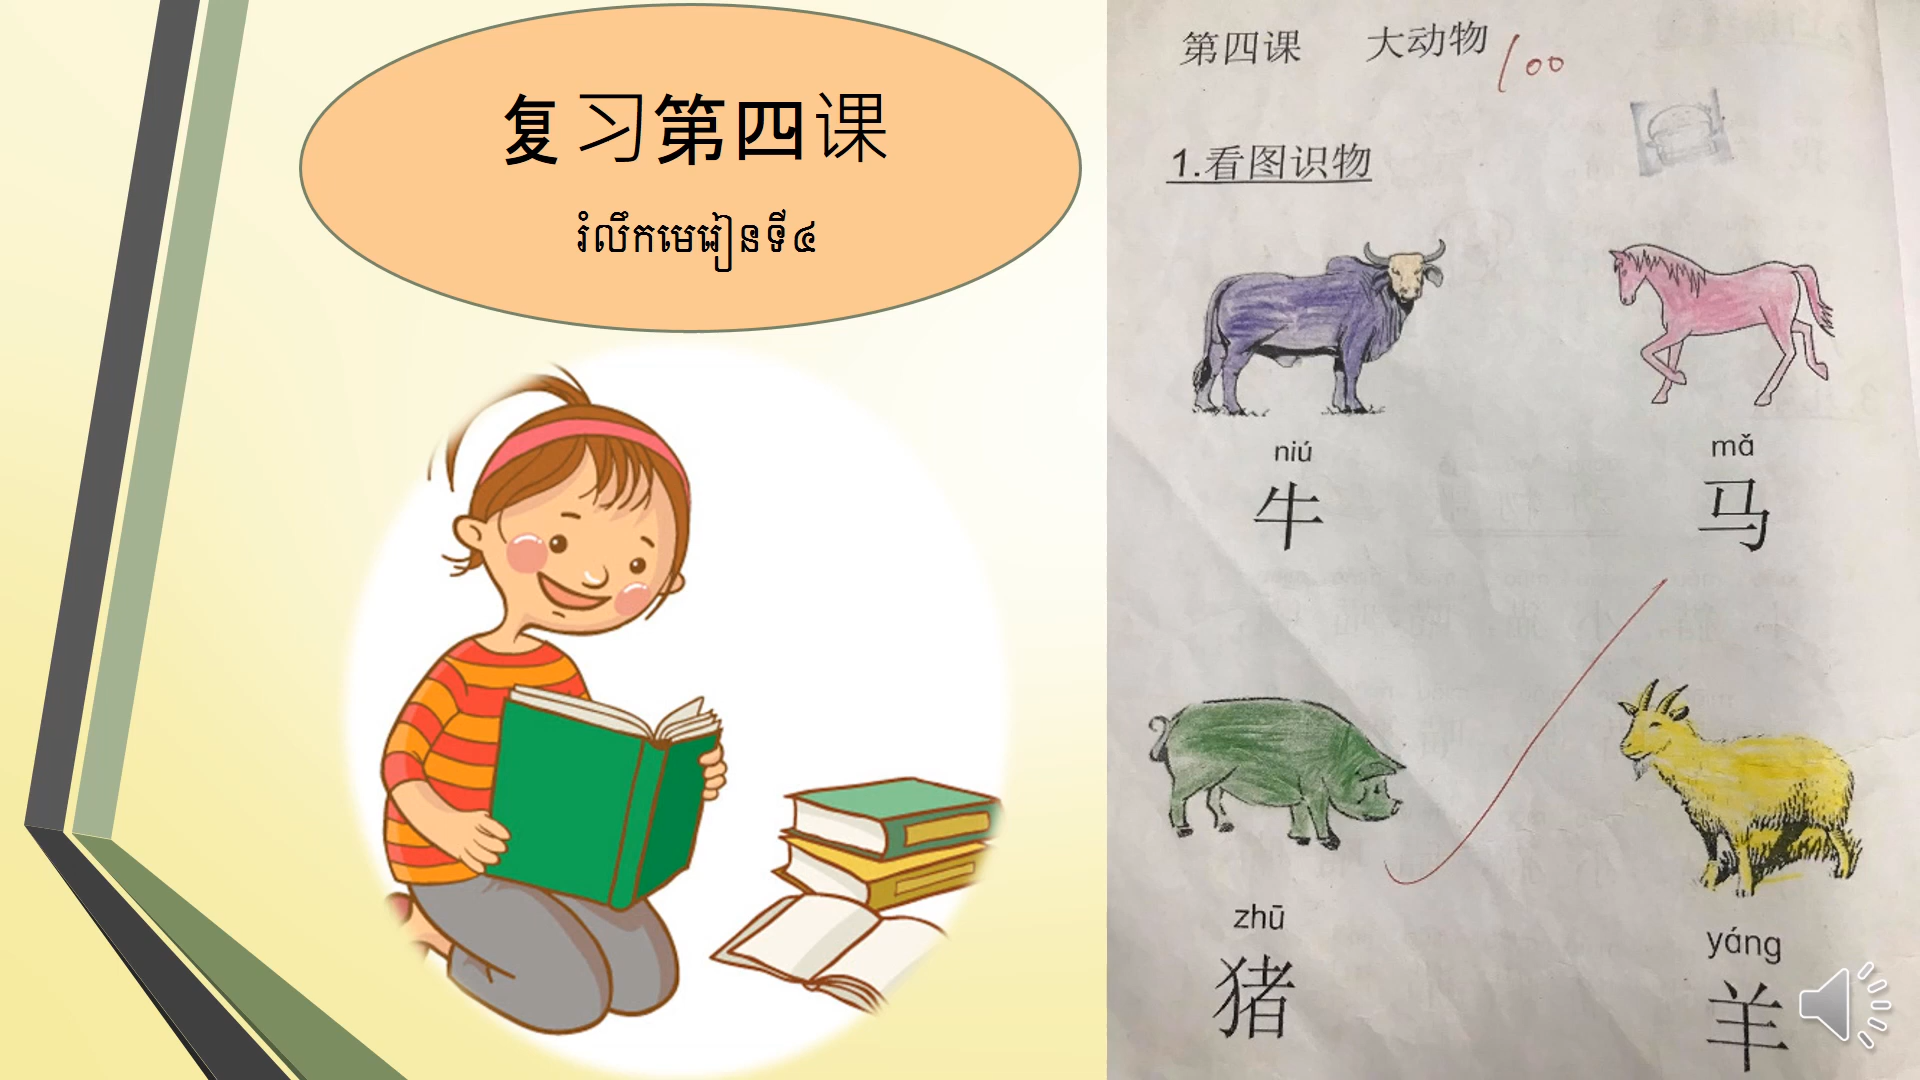 复习第四课
រំលឹកមេរៀនទី៤
第四课 大动物 100
1.看图识物
niú mǎ
牛 马
zhū yáng
猪 羊